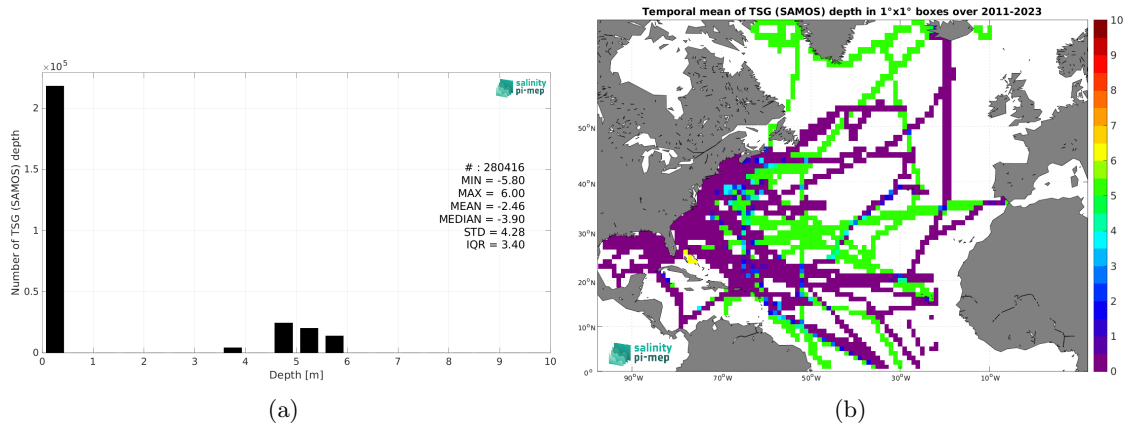 Temporal mean of TSG (SAMOS) depth in 1°x1° boxes over 2011-2023
×10⁵
salinity
pi-mep
Number of TSG (SAMOS) depth
2
1.5
1
0.5
0
# : 280416
MIN = -5.80
MAX = 6.00
MEAN = -2.46
MEDIAN = -3.90
STD = 4.28
IQR = 3.40
0 1 2 3 4 5 6 7 8 9 10
Depth [m]
(a)
50°N
40°N
30°N
20°N
10°N
0°
90°W 70°W 50°W 30°W 10°W
salinity
pi-mep
10
9
8
7
6
5
4
3
2
1
0
(b)